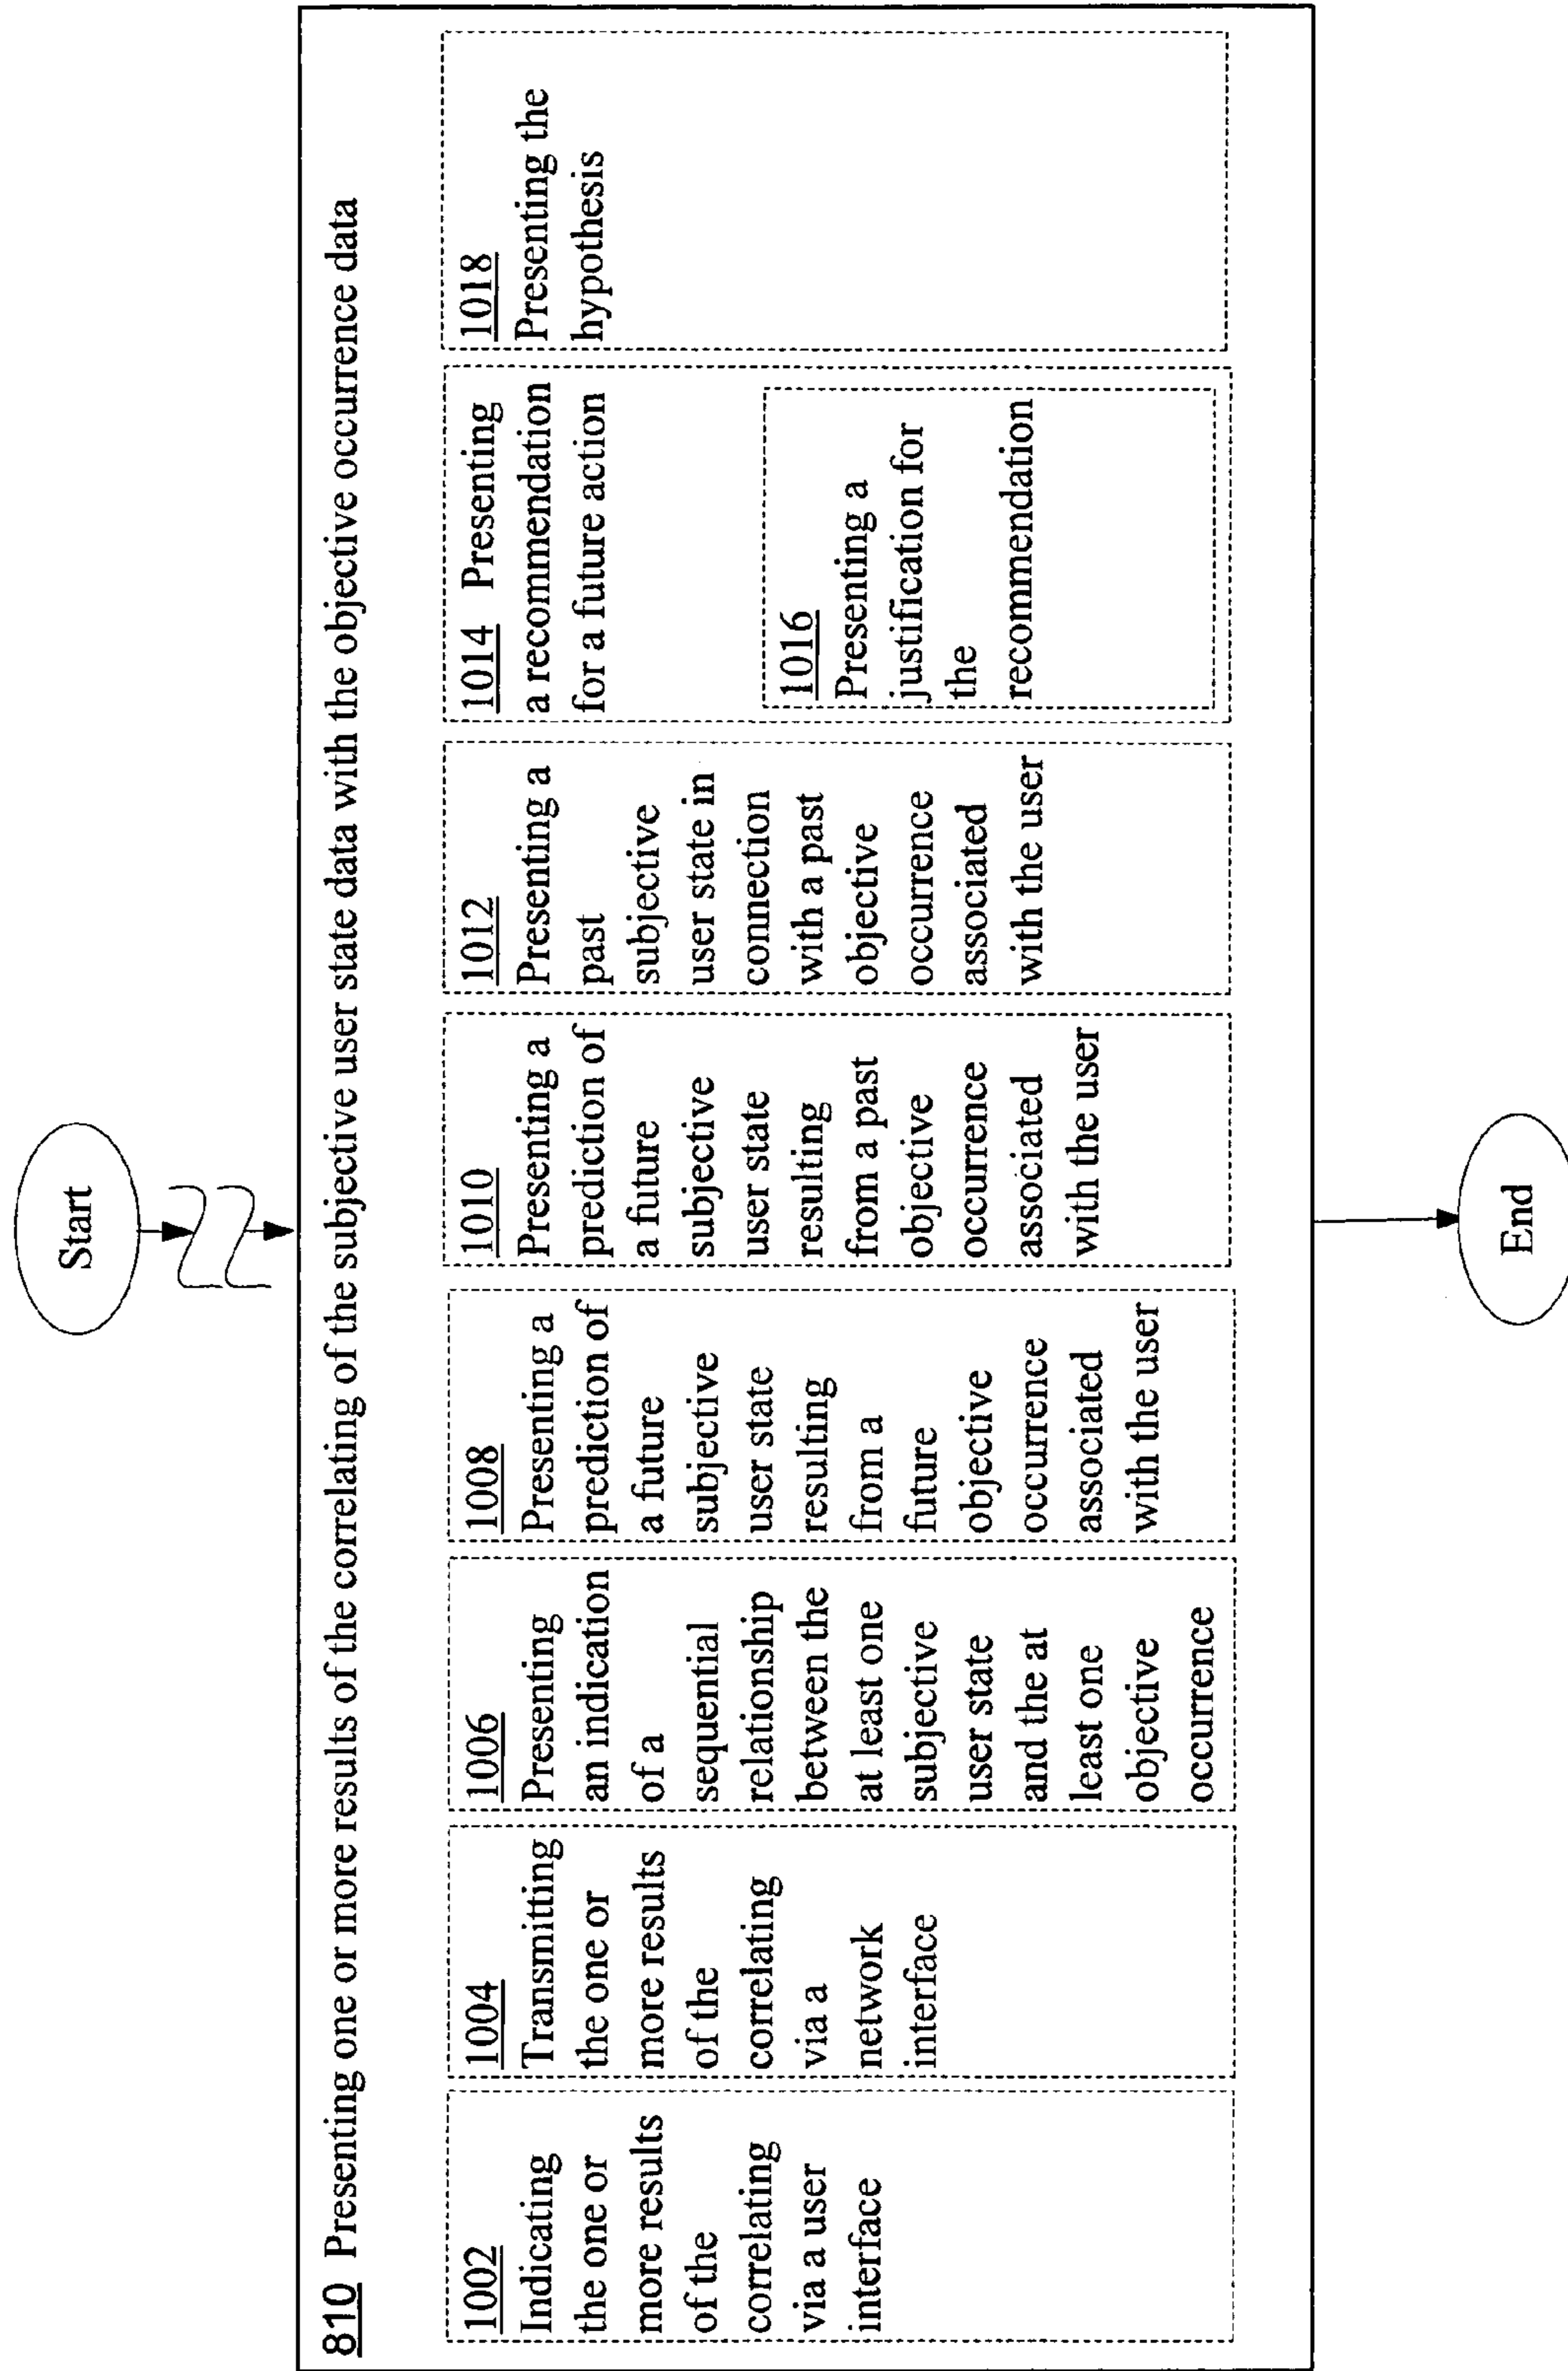 Start
810 Presenting one or more results of the correlating of the subjective user state data with the objective occurrence data
1002
Indicating
the one or
more results
of the
correlating
via a user
interface
1004
Transmitting
the one or
more results
of the
correlating
via a
network
interface
1006
Presenting
an indication
of a
sequential
relationship
between the
at least one
subjective
user state
and the at
least one
objective
occurrence
1008
Presenting a
prediction of
a future
subjective
user state
resulting
from a
future
objective
occurrence
associated
with the user
1010
Presenting a
prediction of
a future
subjective
user state
resulting
from a past
objective
occurrence
associated
with the user
1012
Presenting a
past
subjective
user state in
connection
with a past
objective
occurrence
associated
with the user
1014 Presenting
a recommendation
for a future action
1016
Presenting a
justification for
the
recommendation
1018
Presenting the
hypothesis
End